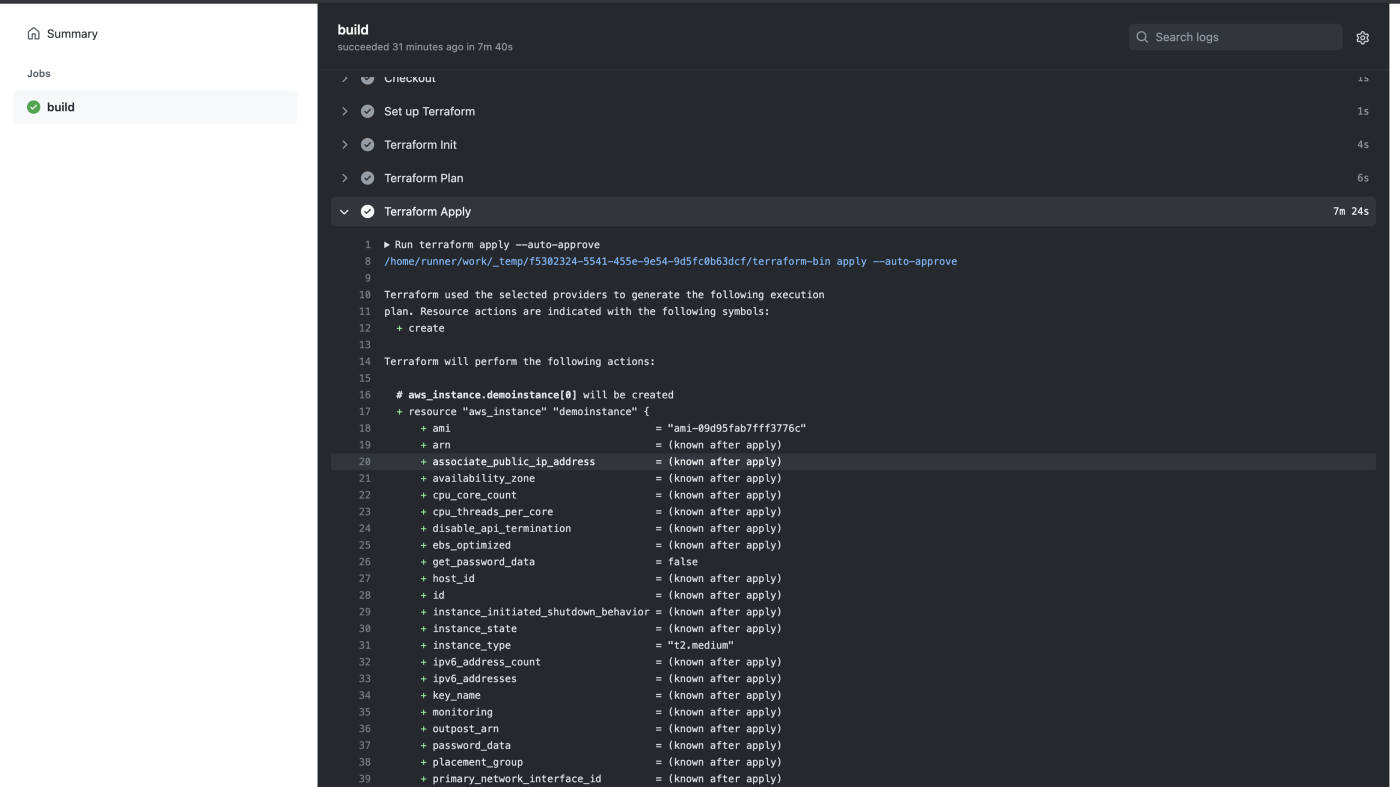 Summary
Jobs
build
build
succeeded 31 minutes ago in 7m 40s
Search logs
Checkout 1s
Set up Terraform 1s
Terraform Init 4s
Terraform Plan 6s
Terraform Apply 7m 24s
1 Run terraform apply --auto-approve
8 /home/runner/work/_temp/f5302324-5541-455e-9e54-9d5fc0b63dcf/terraform-bin apply --auto-approve
9
10 Terraform used the selected providers to generate the following execution
11 plan. Resource actions are indicated with the following symbols:
12 + create
13
14 Terraform will perform the following actions:
15
16 # aws_instance.demoinstance[0] will be created
17 + resource "aws_instance" "demoinstance" {
18 + ami = "ami-09d95fab7fff3776c"
19 + arn = (known after apply)
20 + associate_public_ip_address = (known after apply)
21 + availability_zone = (known after apply)
22 + cpu_core_count = (known after apply)
23 + cpu_threads_per_core = (known after apply)
24 + disable_api_termination = (known after apply)
25 + ebs_optimized = (known after apply)
26 + get_password_data = false
27 + host_id = (known after apply)
28 + id = (known after apply)
29 + instance_initiated_shutdown_behavior = (known after apply)
30 + instance_state = (known after apply)
31 + instance_type = "t2.medium"
32 + ipv6_address_count = (known after apply)
33 + ipv6_addresses = (known after apply)
34 + key_name = (known after apply)
35 + monitoring = (known after apply)
36 + outpost_arn = (known after apply)
37 + password_data = (known after apply)
38 + placement_group = (known after apply)
39 + primary_network_interface_id = (known after apply)